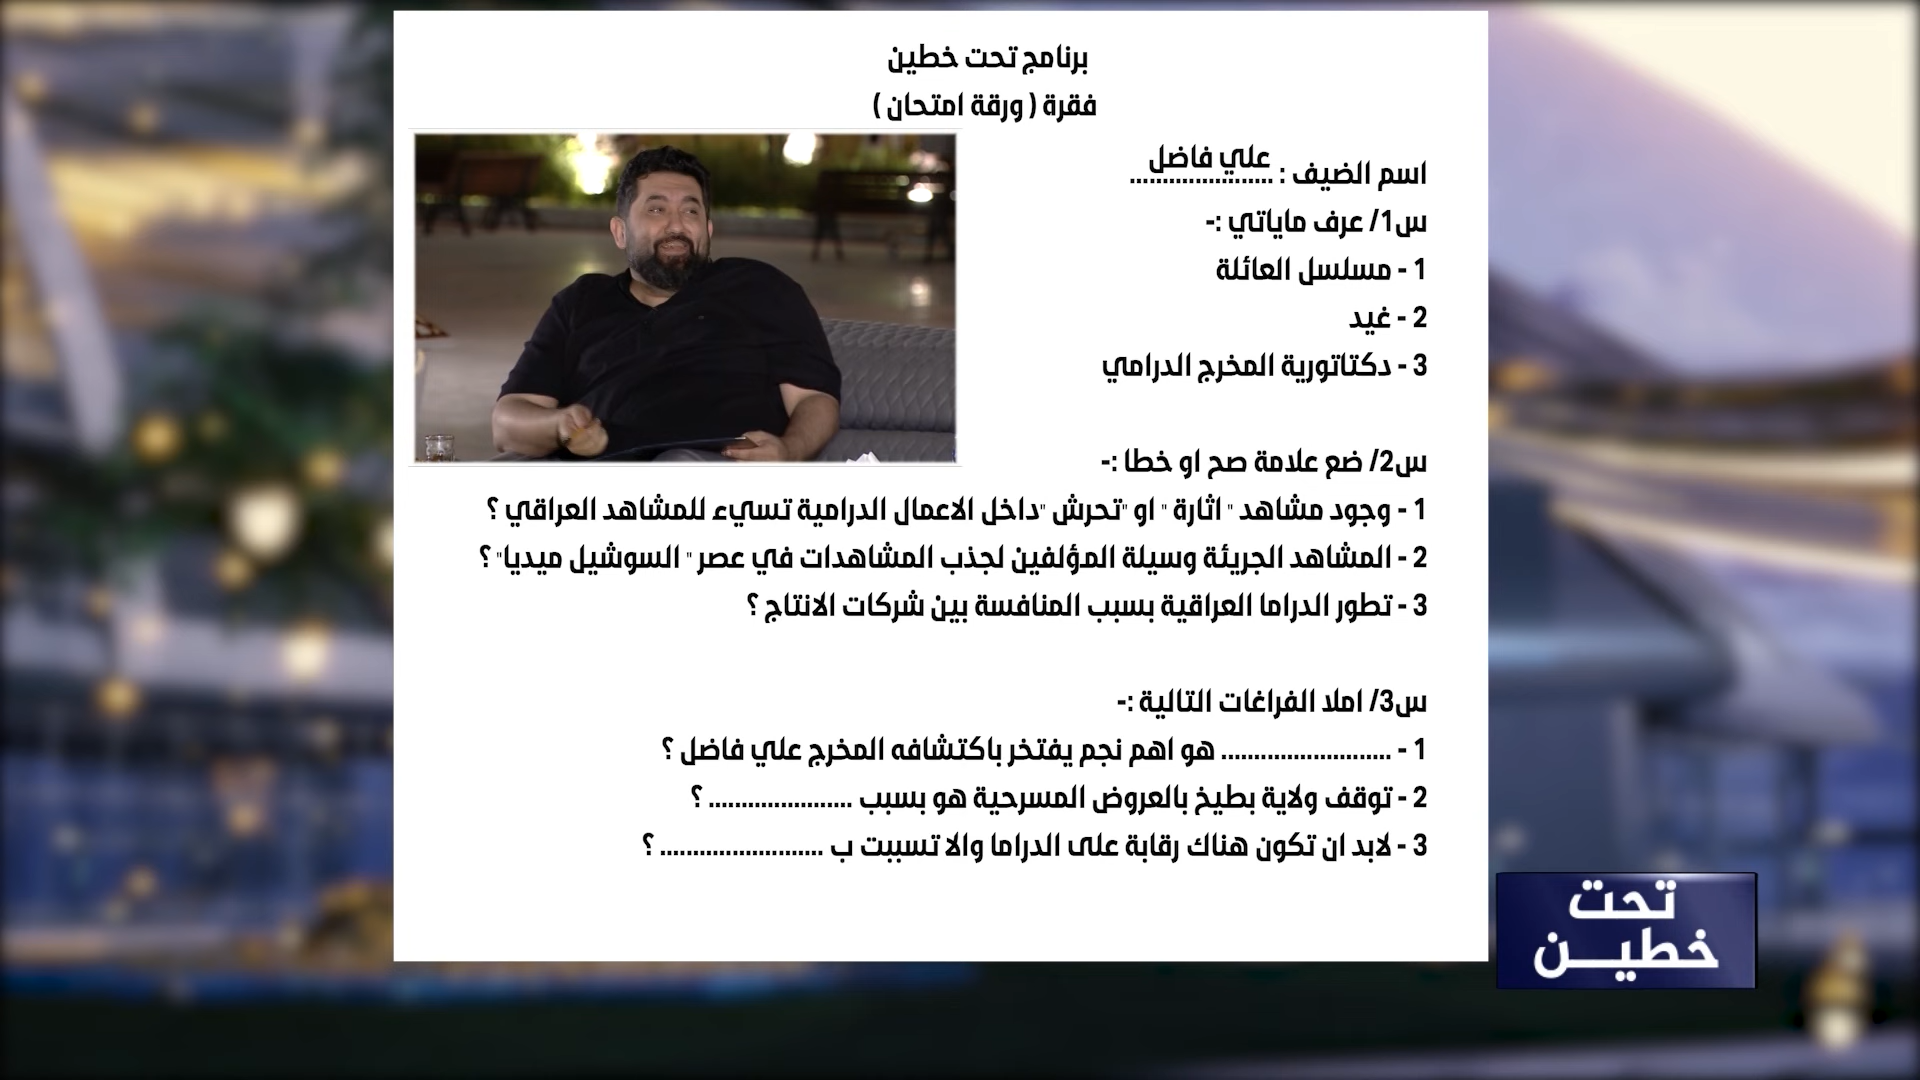 برنامج تحت خطين
فقرة ( ورقة امتحان )
اسم الضيف : علي فاضل
س1/ عرف ماياتي :-
1 - مسلسل العائلة
2 - غيد
3 - دكتاتورية المخرج الدرامي
س2/ ضع علامة صح او خطا :-
1 - وجود مشاهد " اثارة " او "تحرش "داخل الاعمال الدرامية تسيء للمشاهد العراقي ؟
2 - المشاهد الجريئة وسيلة المؤلفين لجذب المشاهدات في عصر " السوشيل ميديا" ؟
3 - تطور الدراما العراقية بسبب المنافسة بين شركات الانتاج ؟
س3/ املا الفراغات التالية :-
1 - .......................... هو اهم نجم يفتخر باكتشافه المخرج علي فاضل ؟
2 - توقف ولاية بطيخ بالعروض المسرحية هو بسبب ...................... ؟
3 - لابد ان تكون هناك رقابة على الدراما والا تسببت ب ......................... ؟
تحت
خطين